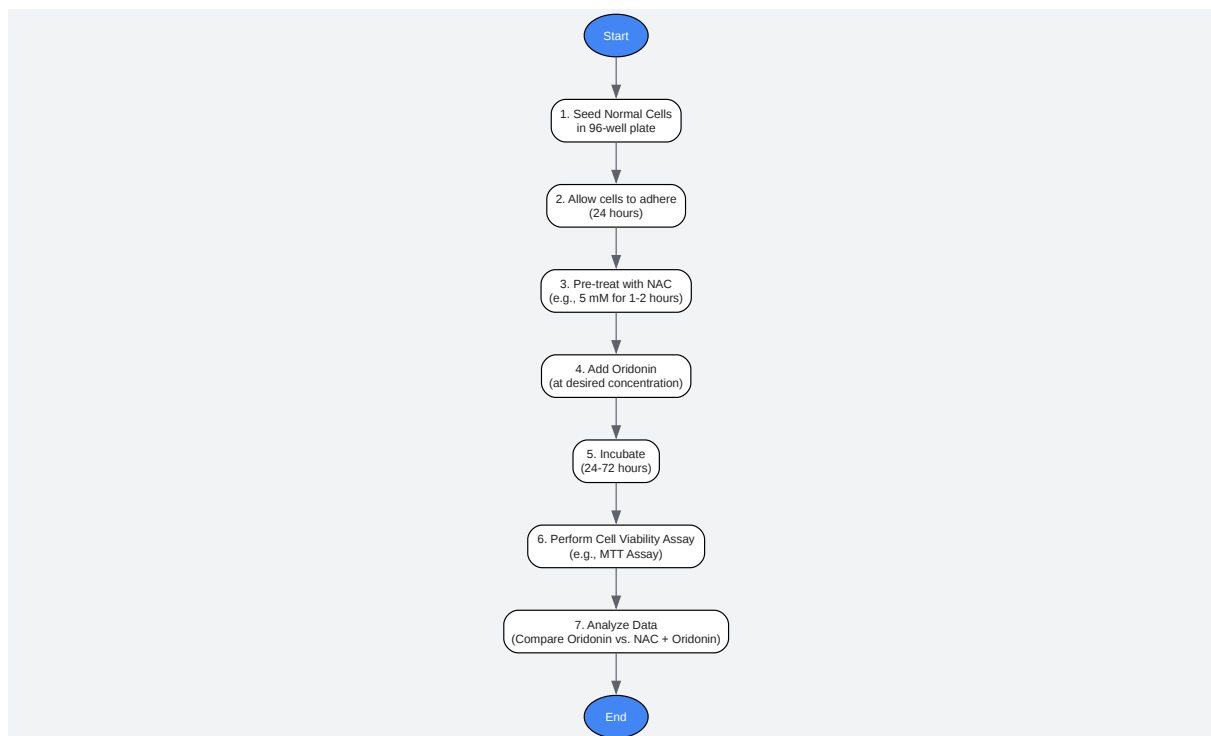 Start
1. Seed Normal Cells
in 96-well plate
2. Allow cells to adhere
(24 hours)
3. Pre-treat with NAC
(e.g., 5 mM for 1-2 hours)
4. Add Oridonin
(at desired concentration)
5. Incubate
(24-72 hours)
6. Perform Cell Viability Assay
(e.g., MTT Assay)
7. Analyze Data
(Compare Oridonin vs. NAC + Oridonin)
End